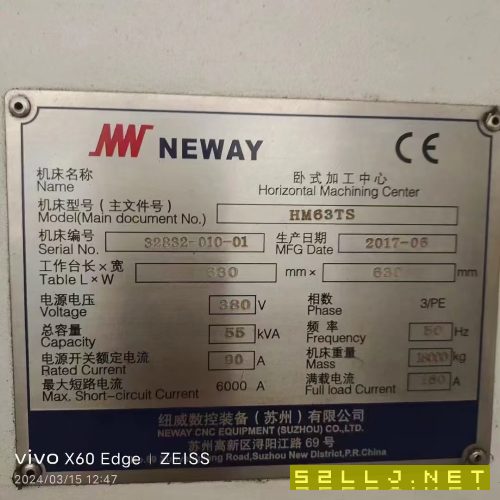 NEWAY
CE
机床名称 卧式加工中心
Name Horizontal Machining Center
机床型号(主文件号)
Model(Main document No.) HM63TS
机床编号 32832-010-01 生产日期 2017-06
Serial No. MFG Date
工作台长×宽 630 mm× 630 mm
Table L×W
电源电压 380 V 相数 3/PE
Voltage Phase
总容量 55 kVA 频率 50 Hz
Capacity Frequency
电源开关额定电流 90 A 机床重量 18000 kg
Rated Current Mass
最大短路电流 6000 A 满载电流 A
Max. Short-circuit Current Full load Current
纽威数控装备(苏州)有限公司
NEWAY CNC EQUIPMENT (SUZHOU) CO.,LTD.
苏州高新区浔阳江路 69 号
Road,Suzhou New District,P.R.China
vivo X60 Edge | ZEISS
2024/03/15 12:47
52LLJ.NET